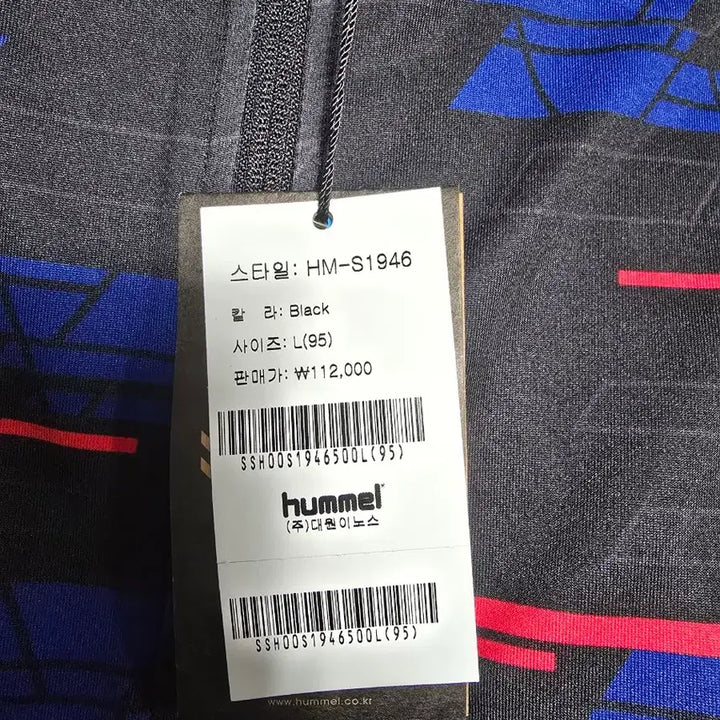 스타일: HM-S1946
칼 라: Black
사이즈: L(95)
판매가: ₩112,000
SSH00S1946500L(95)
hummel
(주)대원이노스
SSH00S1946500L(95)
www.hummel.co.kr